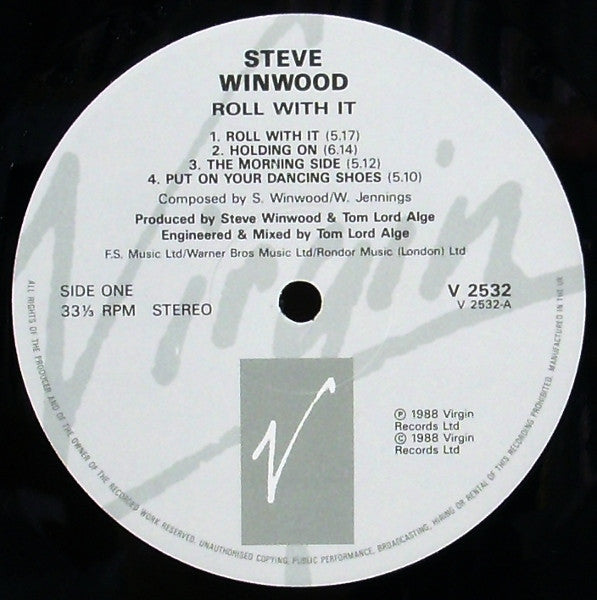 STEVE
WINWOOD
ROLL WITH IT
1. ROLL WITH IT (5.17)
2. HOLDING ON (6.14)
3. THE MORNING SIDE (5.12)
4. PUT ON YOUR DANCING SHOES (5.10)
Composed by S. Winwood/W. Jennings
Produced by Steve Winwood & Tom Lord Alge
Engineered & Mixed by Tom Lord Alge
F.S. Music Ltd/Warner Bros Music Ltd/Rondor Music (London) Ltd
SIDE ONE
33⅓ RPM STEREO
V 2532
V 2532-A
Virgin
V
℗ 1988 Virgin
Records Ltd
© 1988 Virgin
Records Ltd
ALL RIGHTS OF THE PRODUCER AND OF THE OWNER OF THE RECORDED WORK RESERVED. UNAUTHORISED COPYING, PUBLIC PERFORMANCE, BROADCASTING, HIRING OR RENTAL OF THIS RECORDING PROHIBITED. MANUFACTURED IN THE UK